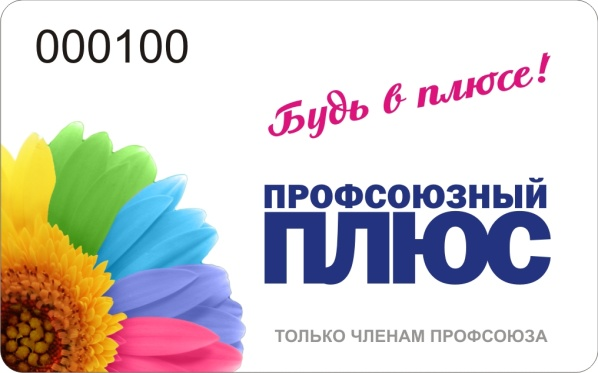 000100
Будь в плюсе!
ПРОФСОЮЗНЫЙ
ПЛЮС
ТОЛЬКО ЧЛЕНАМ ПРОФСОЮЗА